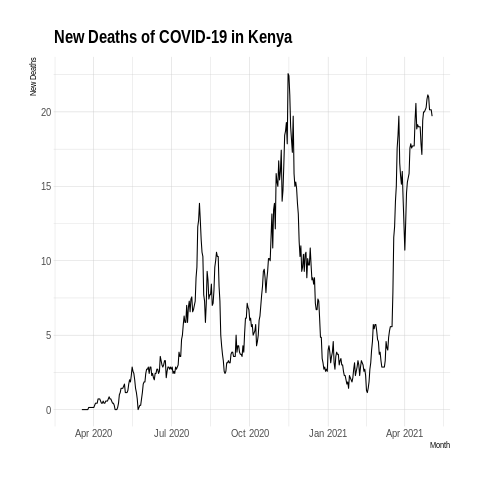 New Deaths of COVID-19 in Kenya
New Deaths
20
15
10
5
0
Apr 2020
Jul 2020
Oct 2020
Jan 2021
Apr 2021
Month